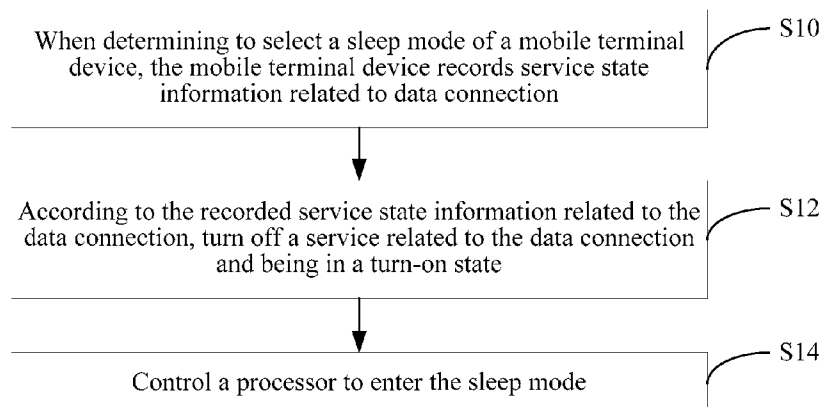 When determining to select a sleep mode of a mobile terminal
device, the mobile terminal device records service state
information related to data connection
S10
According to the recorded service state information related to the
data connection, turn off a service related to the data connection
and being in a turn-on state
S12
Control a processor to enter the sleep mode
S14